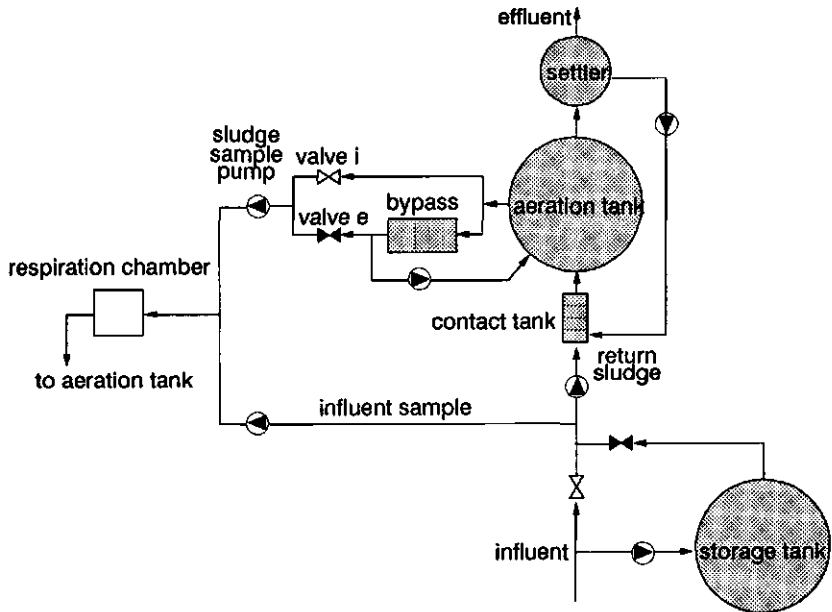 effluent
settler
sludge
sample
pump
valve i
bypass
aeration tank
valve e
respiration chamber
contact tank
return
sludge
to aeration tank
influent sample
influent
storage tank